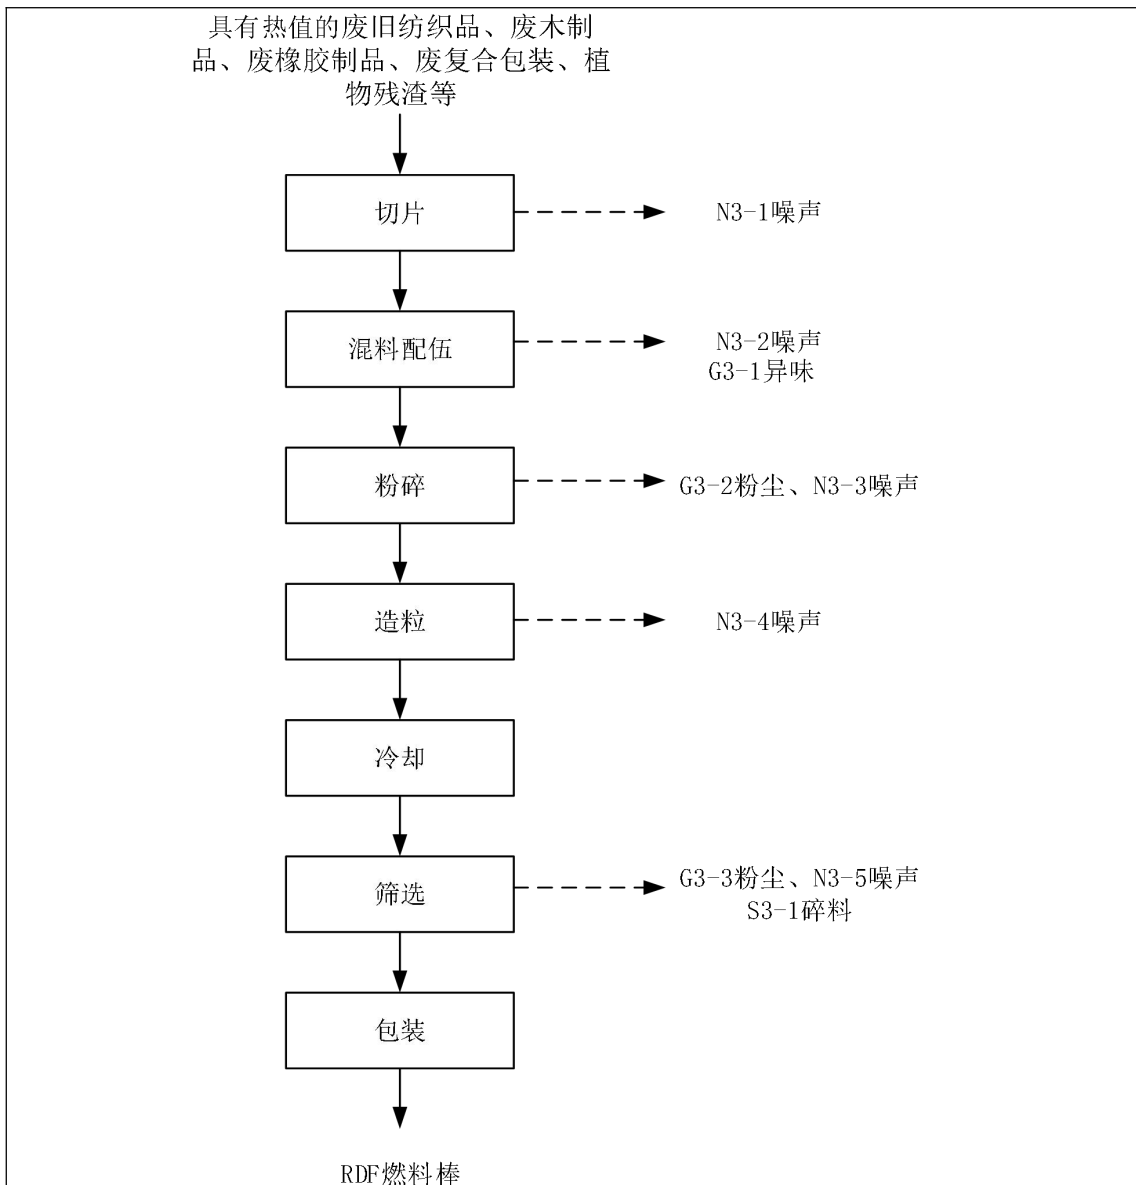 具有热值的废旧纺织品、废木制
品、废橡胶制品、废复合包装、植
物残渣等
切片
N3-1噪声
混料配伍
N3-2噪声
G3-1异味
粉碎
G3-2粉尘、N3-3噪声
造粒
N3-4噪声
冷却
筛选
G3-3粉尘、N3-5噪声
S3-1碎料
包装
RDF燃料棒